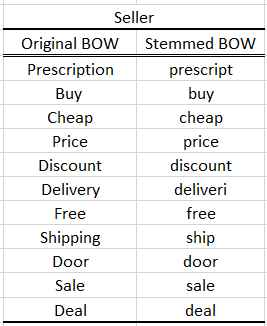 Seller
Original BOW Stemmed BOW
Prescription prescript
Buy buy
Cheap cheap
Price price
Discount discount
Delivery deliveri
Free free
Shipping ship
Door door
Sale sale
Deal deal